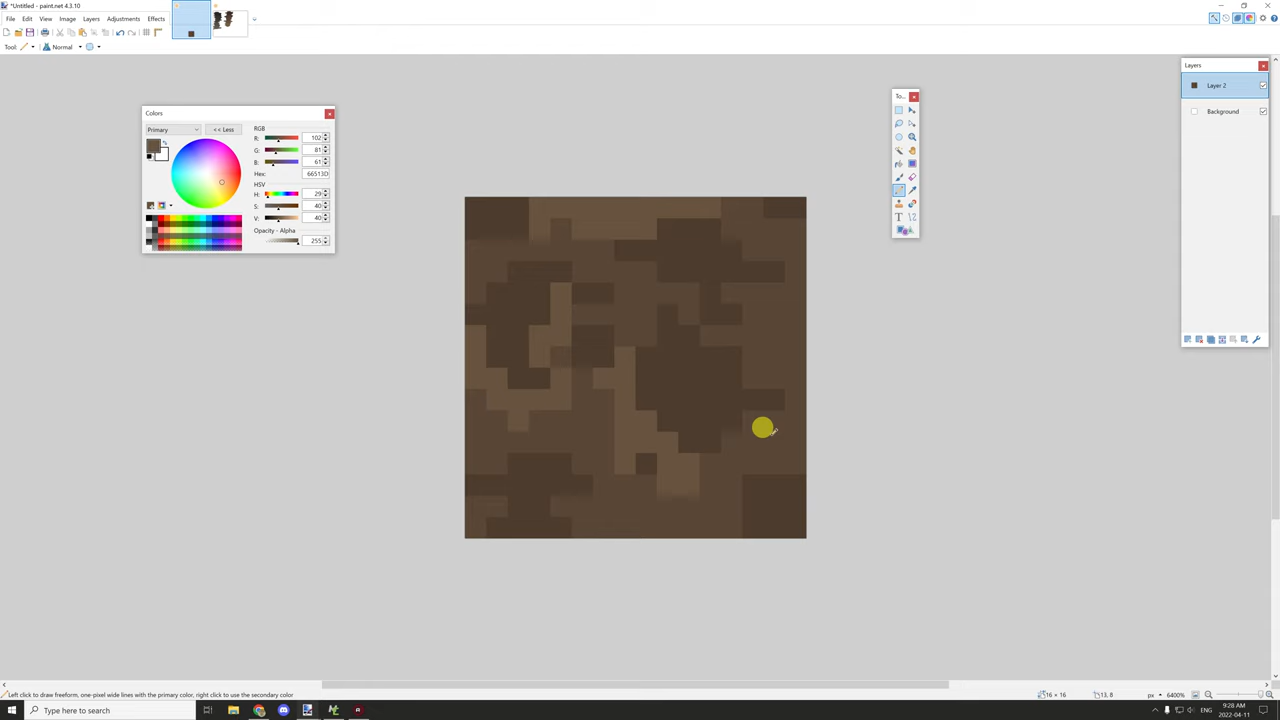 *Untitled - paint.net 4.3.10
File Edit View Image Layers Adjustments Effects
Tool: Normal
Colors
Primary << Less
RGB
R: 102
G: 81
B: 61
Hex: 66513D
HSV
H: 29
S: 40
V: 40
Opacity - Alpha
255
To...
Layers
Layer 2
Background
Left click to draw freeform, one-pixel wide lines with the primary color, right click to use the secondary color
16 × 16
13, 8
px
6400%
Type here to search
ENG
9:28 AM
2022-04-11